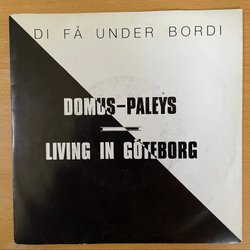 DI FÅ UNDER BORDI
DOMUS-PALEYS
LIVING IN GÖTEBORG